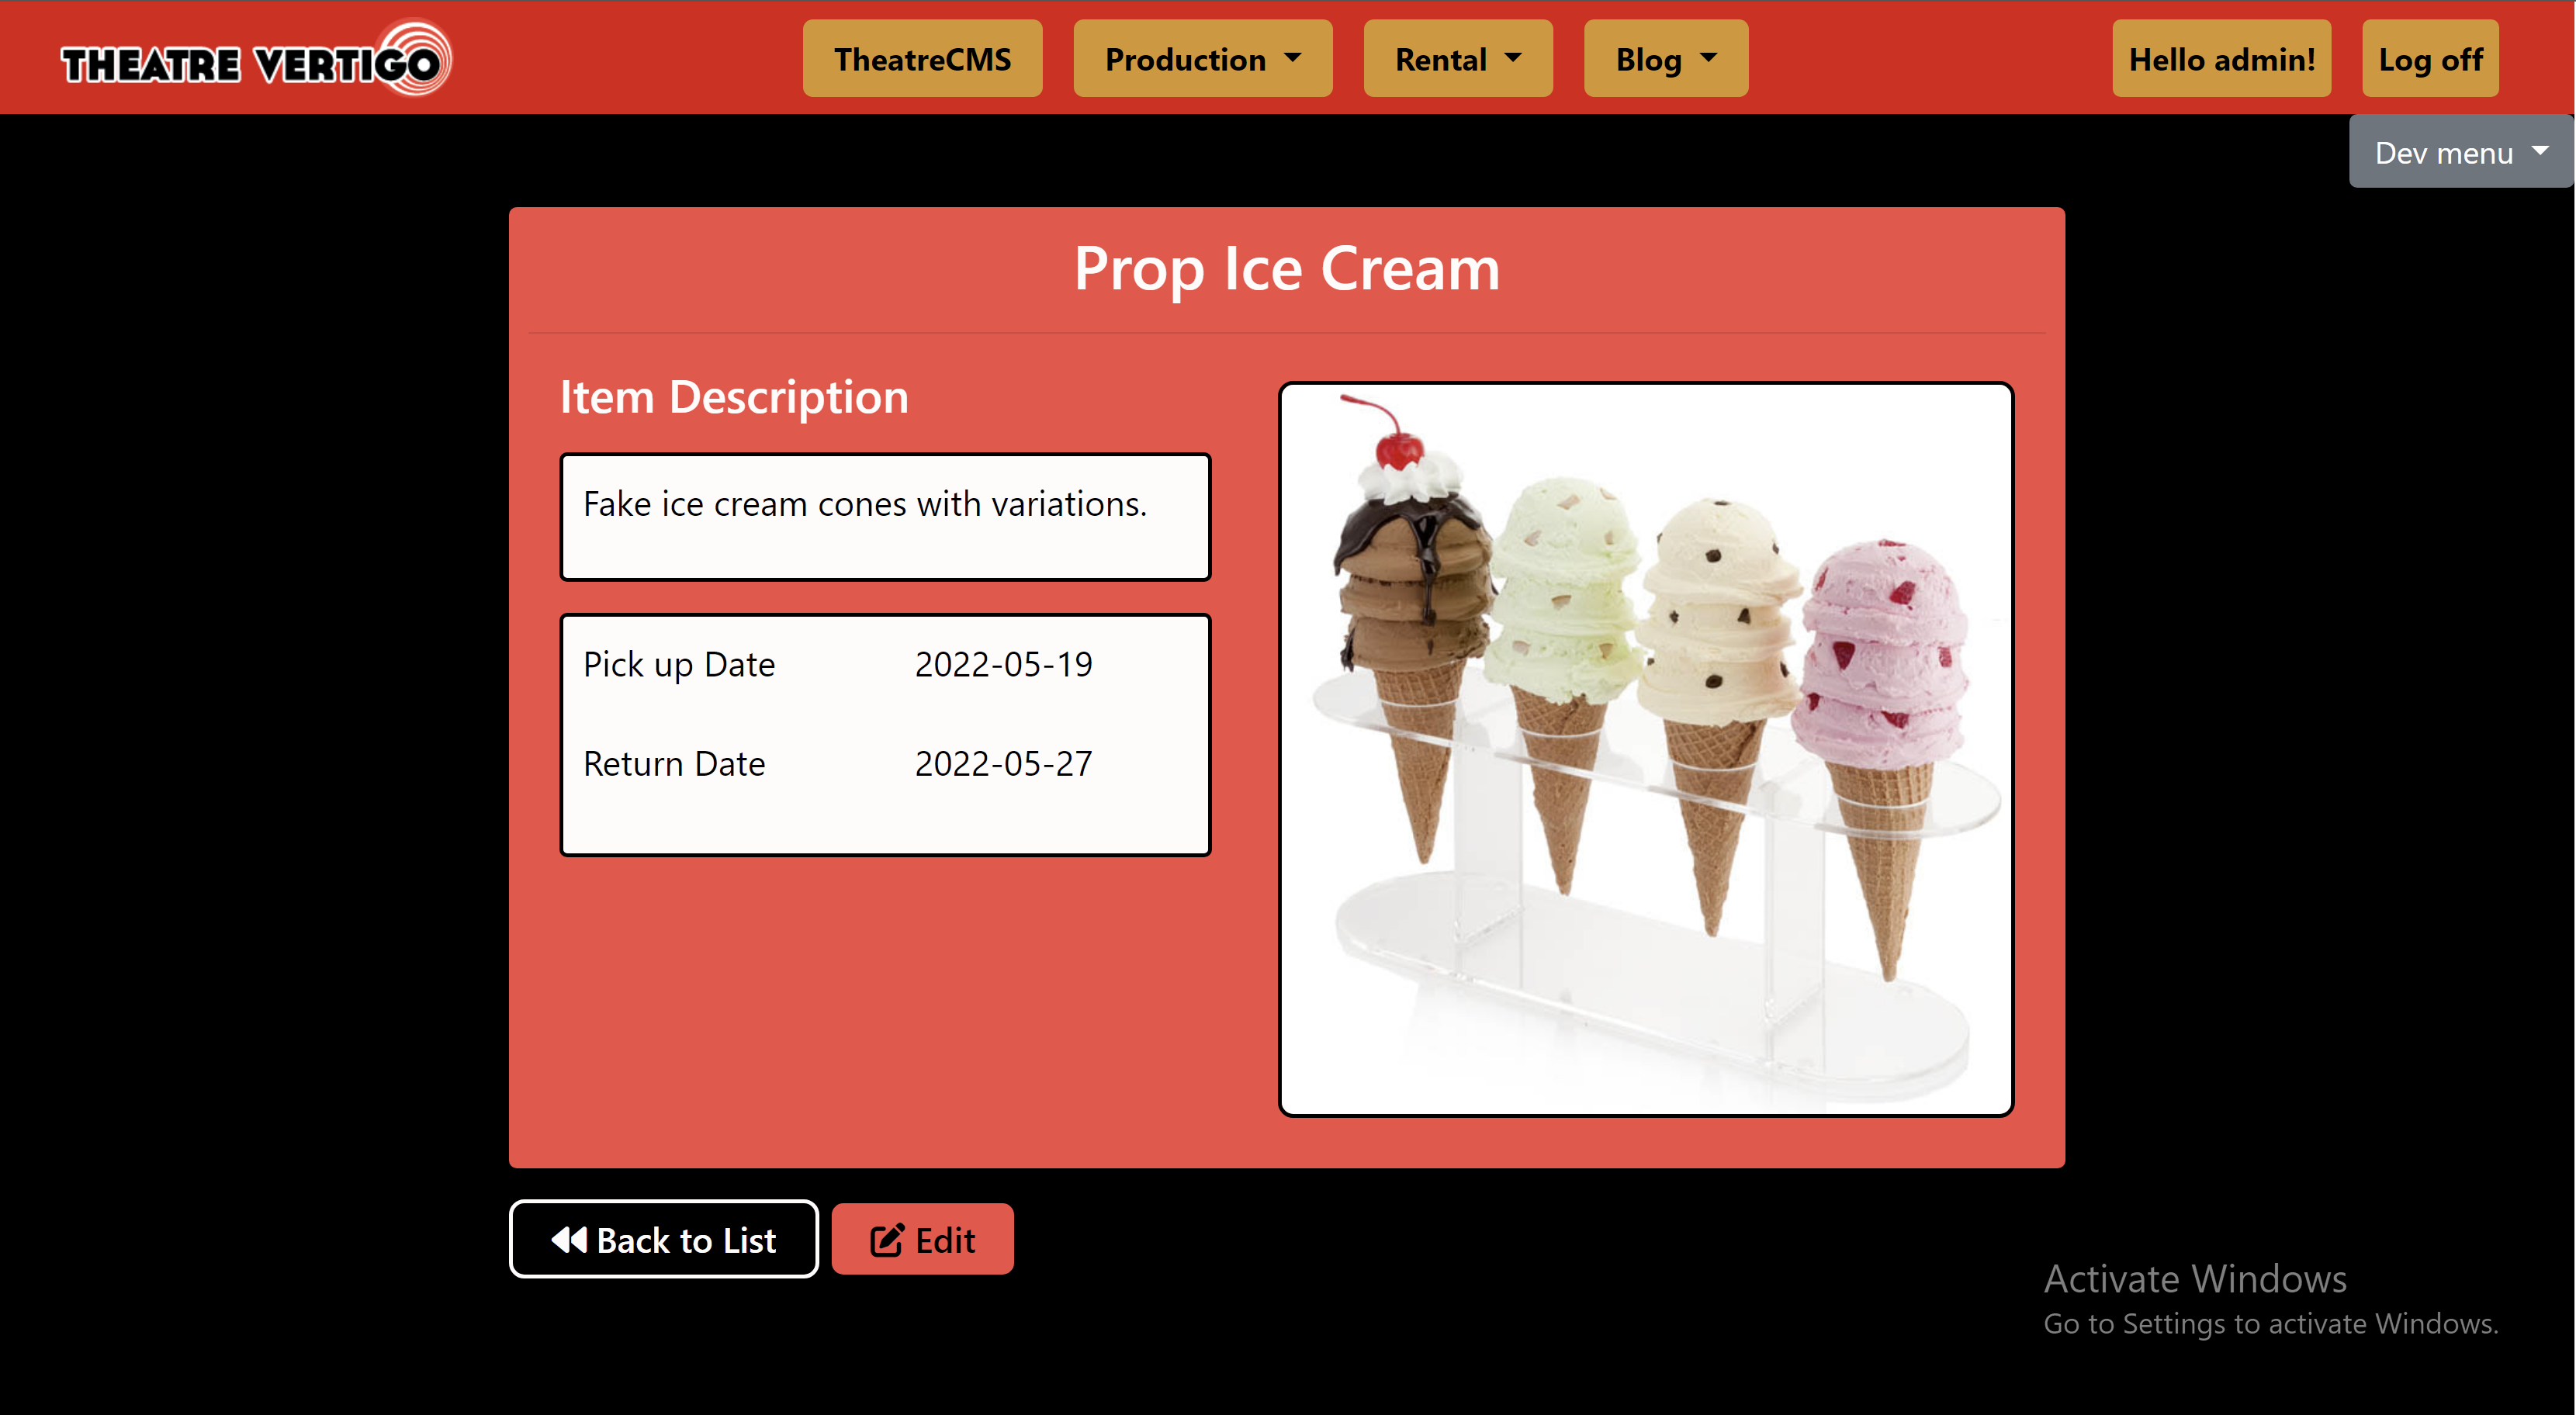 THEATRE VERTIGO
TheatreCMS
Production
Rental
Blog
Hello admin!
Log off
Dev menu
Prop Ice Cream
Item Description
Fake ice cream cones with variations.
Pick up Date 2022-05-19
Return Date 2022-05-27
Back to List
Edit
Activate Windows
Go to Settings to activate Windows.